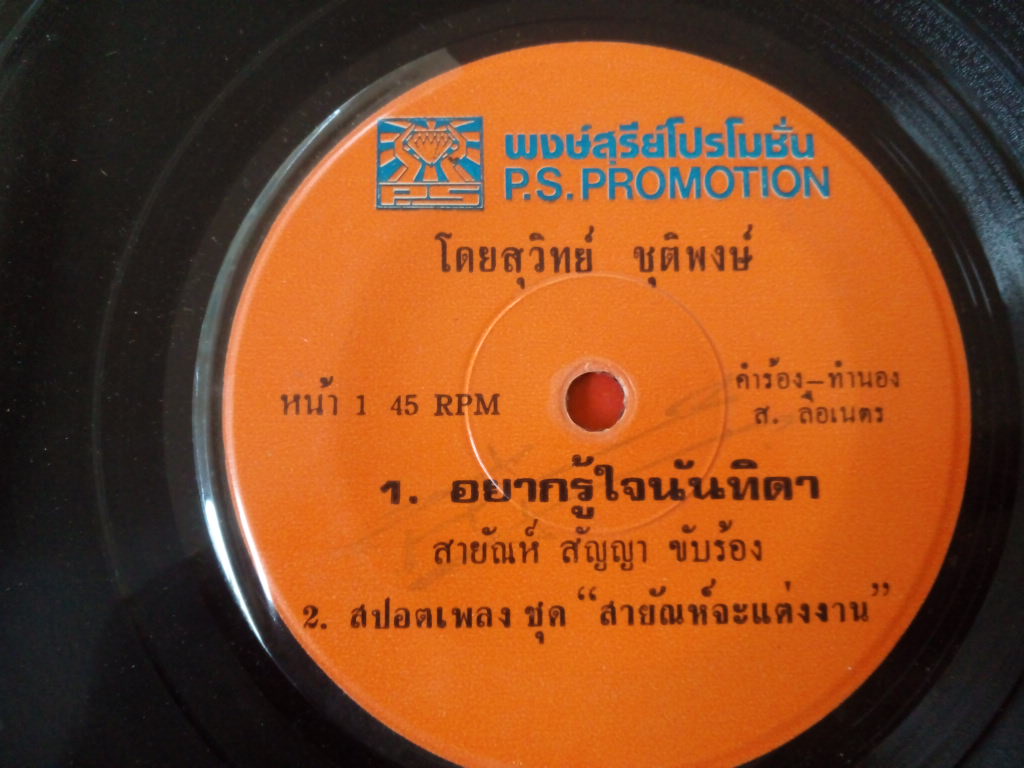 P.S
พงษ์สุรีย์โปรโมชั่น
P.S. PROMOTION
โดยสุวิทย์ ชุติพงษ์
หน้า 1 45 RPM
คำร้อง-ทำนอง
ส. ลือเนตร
1. อยากรู้ใจนันทิดา
สายัณห์ สัญญา ขับร้อง
2. สปอตเพลง ชุด "สายัณห์จะแต่งงาน"